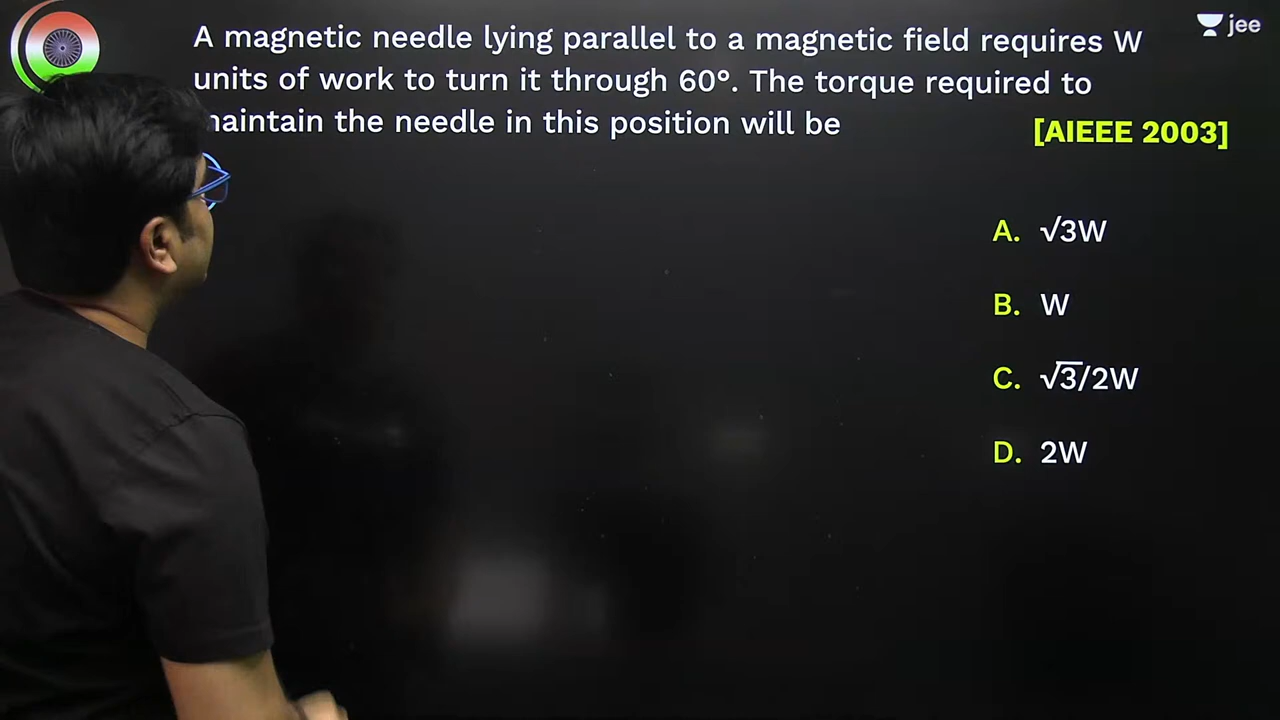 A magnetic needle lying parallel to a magnetic field requires W
units of work to turn it through 60°. The torque required to
maintain the needle in this position will be
[AIEEE 2003]
A. √3W
B. W
C. √3/2W
D. 2W
jee